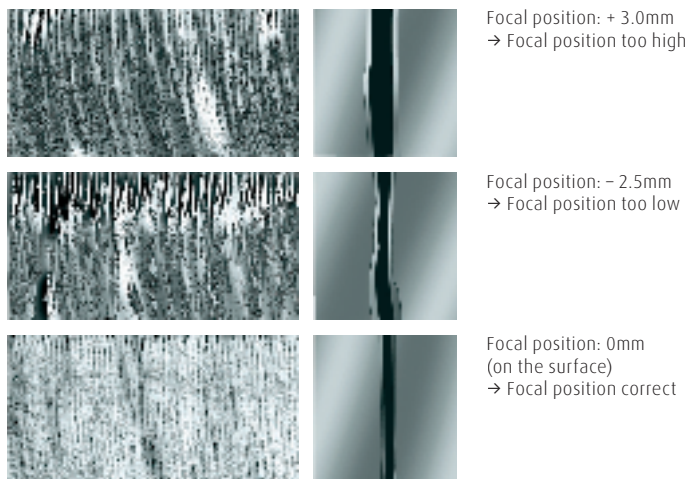 Focal position: + 3.0mm
→ Focal position too high
Focal position: – 2.5mm
→ Focal position too low
Focal position: 0mm
(on the surface)
→ Focal position correct